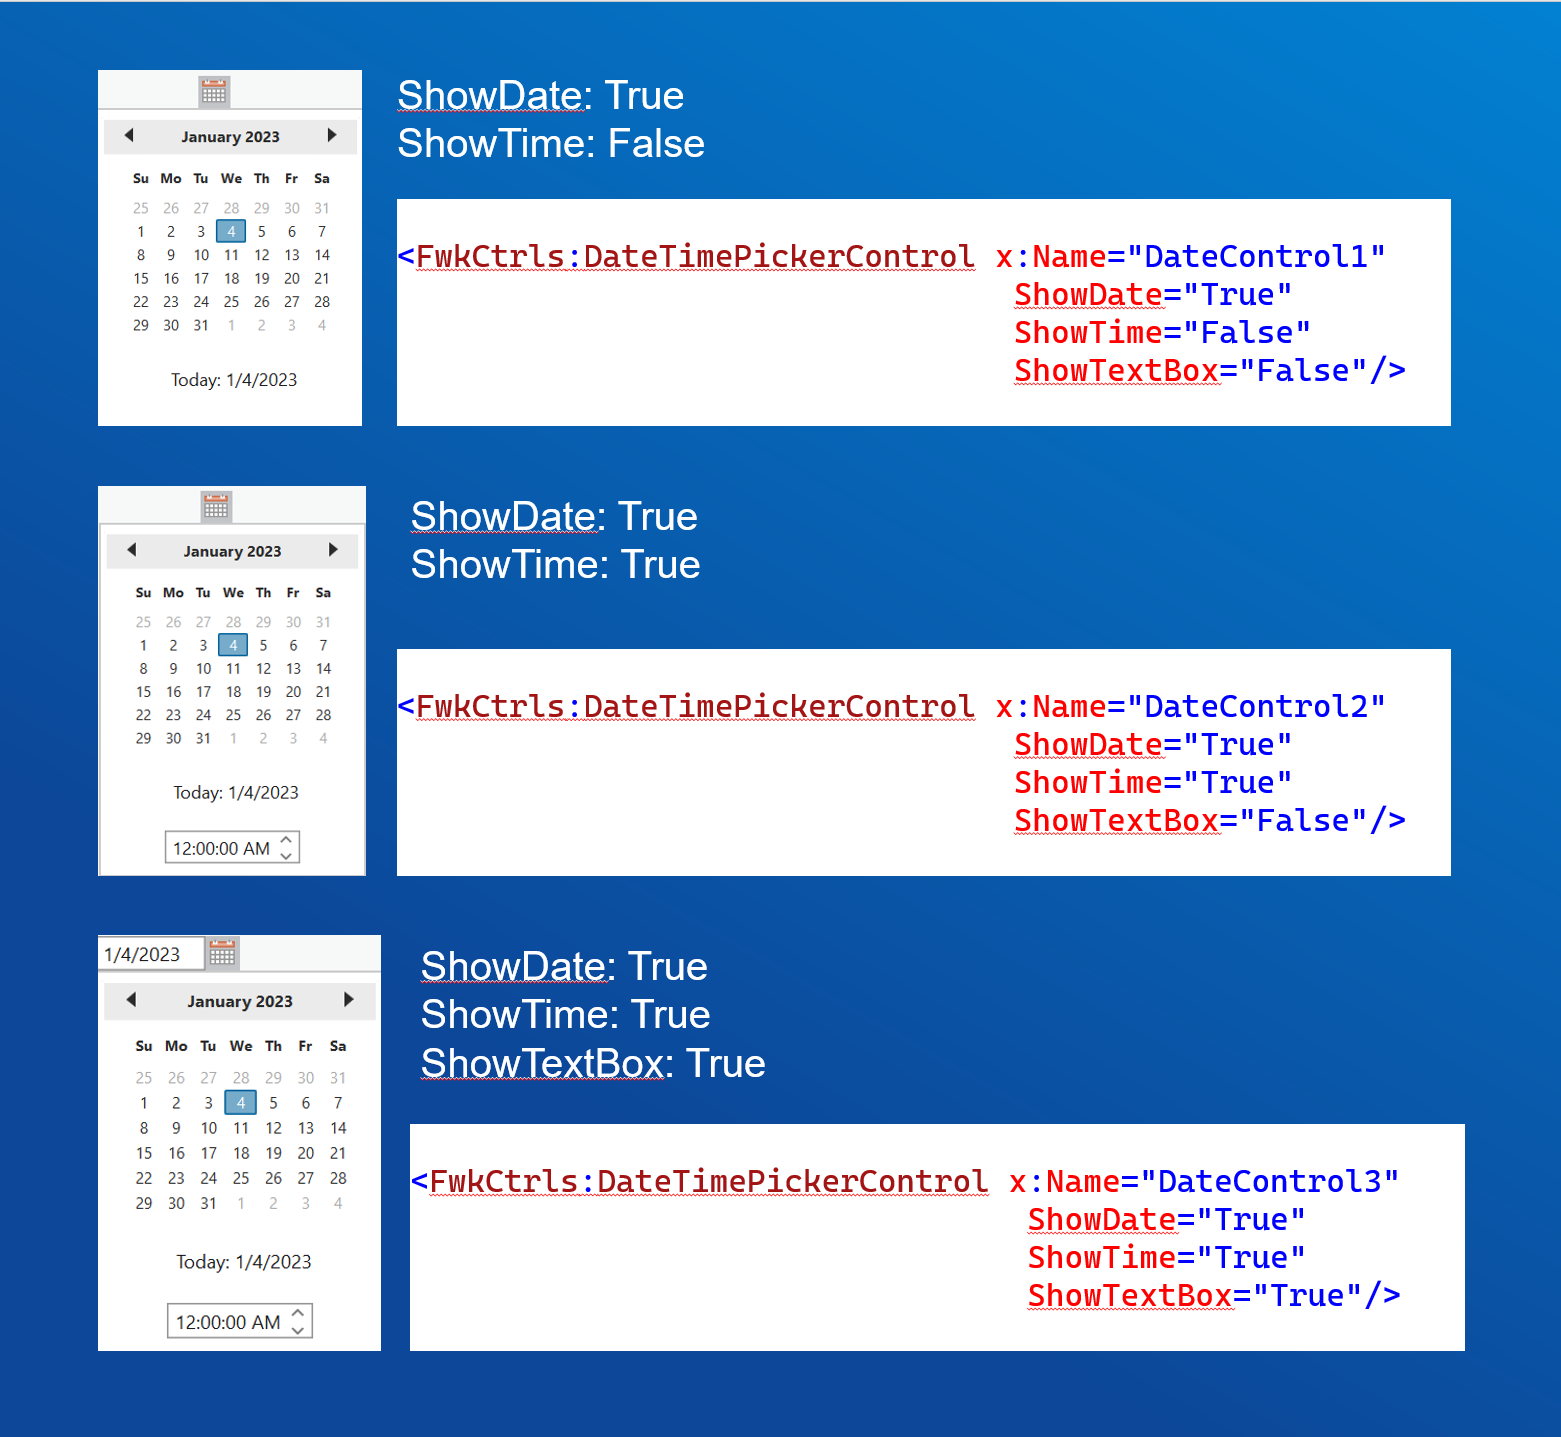 ShowDate: True
ShowTime: False
January 2023
Su Mo Tu We Th Fr Sa
25 26 27 28 29 30 31
1 2 3 4 5 6 7
8 9 10 11 12 13 14
15 16 17 18 19 20 21
22 23 24 25 26 27 28
29 30 31 1 2 3 4
Today: 1/4/2023
<FwkCtrls:DateTimePickerControl x:Name="DateControl1"
ShowDate="True"
ShowTime="False"
ShowTextBox="False"/>
ShowDate: True
ShowTime: True
January 2023
Su Mo Tu We Th Fr Sa
25 26 27 28 29 30 31
1 2 3 4 5 6 7
8 9 10 11 12 13 14
15 16 17 18 19 20 21
22 23 24 25 26 27 28
29 30 31 1 2 3 4
Today: 1/4/2023
12:00:00 AM
<FwkCtrls:DateTimePickerControl x:Name="DateControl2"
ShowDate="True"
ShowTime="True"
ShowTextBox="False"/>
1/4/2023
ShowDate: True
ShowTime: True
ShowTextBox: True
January 2023
Su Mo Tu We Th Fr Sa
25 26 27 28 29 30 31
1 2 3 4 5 6 7
8 9 10 11 12 13 14
15 16 17 18 19 20 21
22 23 24 25 26 27 28
29 30 31 1 2 3 4
Today: 1/4/2023
12:00:00 AM
<FwkCtrls:DateTimePickerControl x:Name="DateControl3"
ShowDate="True"
ShowTime="True"
ShowTextBox="True"/>